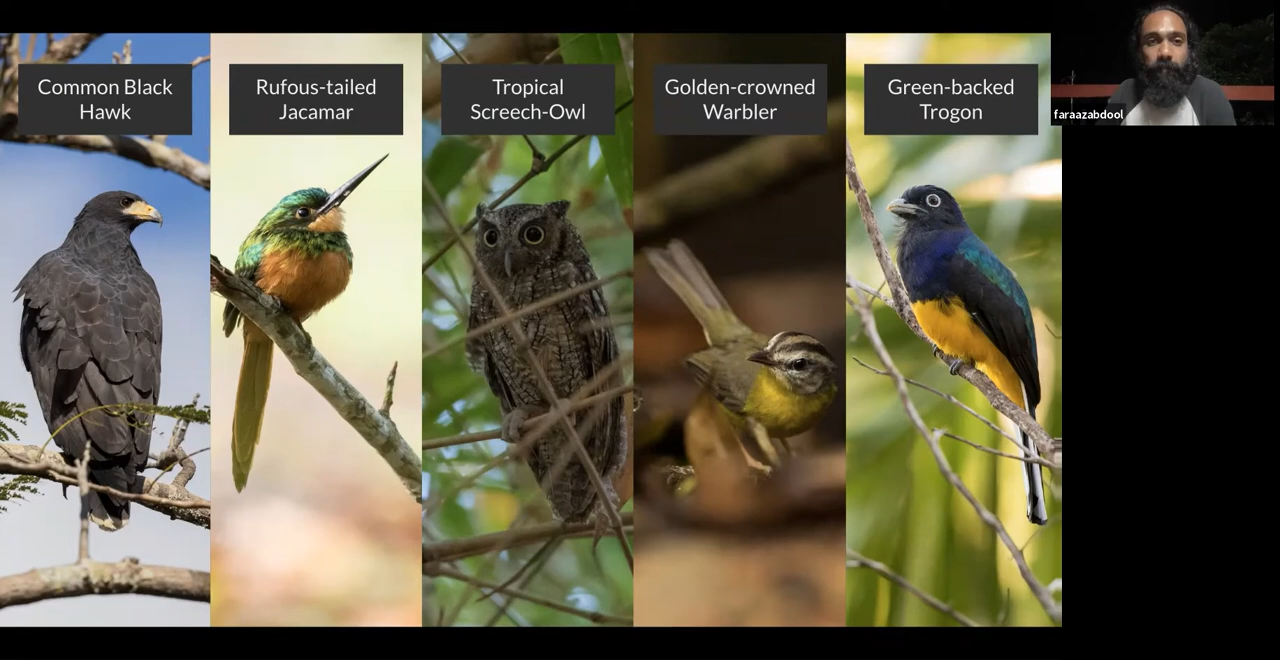 Common Black
Hawk
Rufous-tailed
Jacamar
Tropical
Screech-Owl
Golden-crowned
Warbler
Green-backed
Trogon
faraazabdool